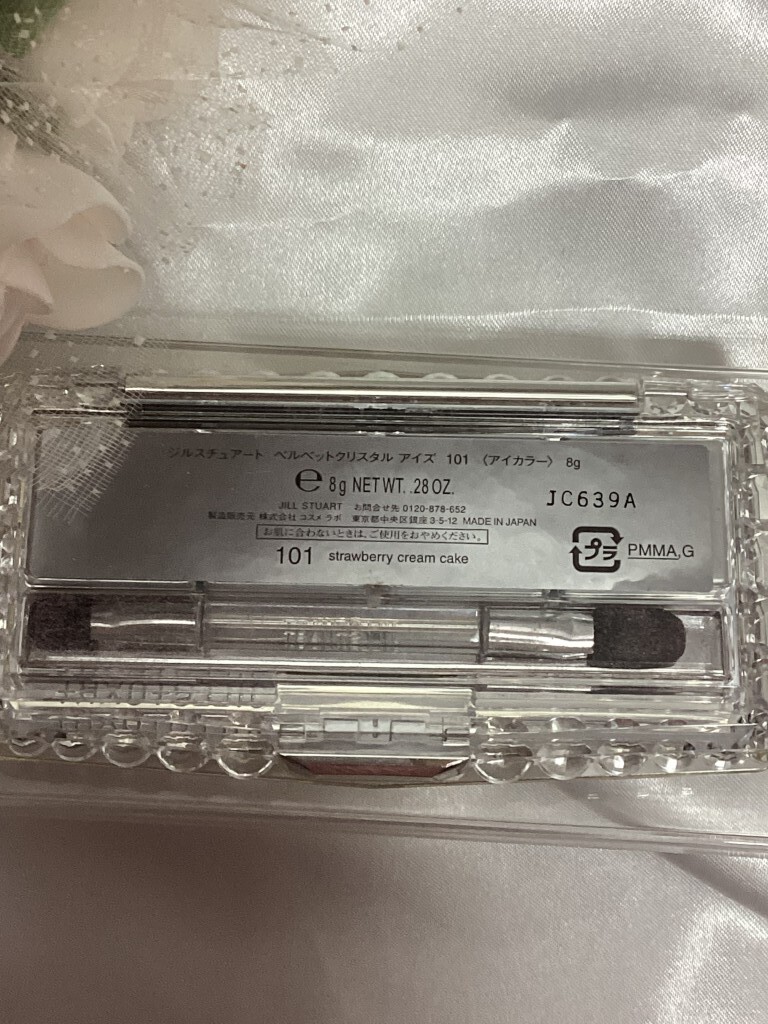 ジルスチュアート ベルベットクリスタル アイズ 101 〈アイカラー〉 8g
℮ 8g NET WT. .28 OZ.
JC639A
JILL STUART お問合せ先 0120-878-652
製造販売元 株式会社 コスメ ラボ 東京都中央区銀座 3-5-12 MADE IN JAPAN
お肌に合わないときは、ご使用をおやめください。
プラ PMMA,G
101 strawberry cream cake